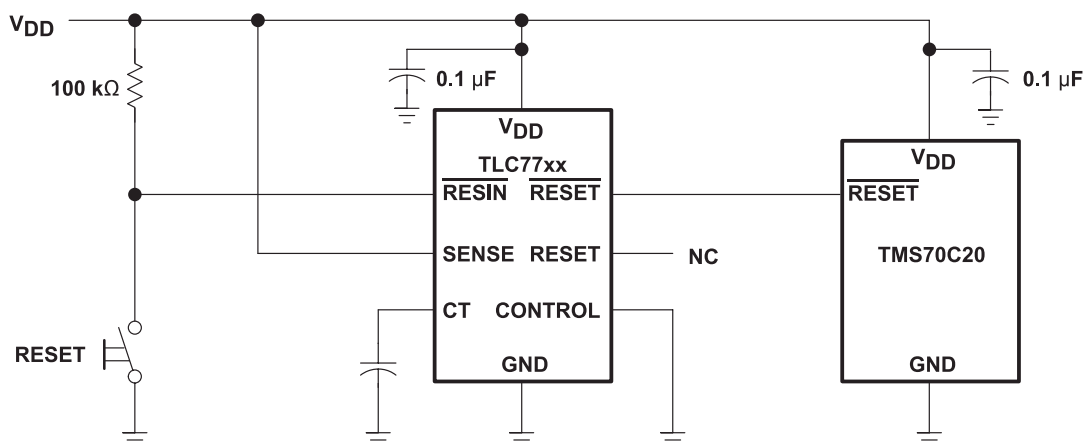 VDD
100 kΩ
0.1 µF
0.1 µF
VDD
TLC77xx
RESIN RESET
SENSE RESET
CT CONTROL
GND
NC
VDD
RESET
TMS70C20
GND
RESET